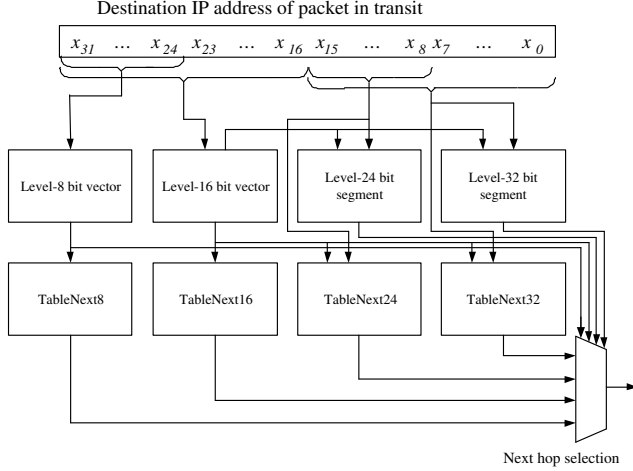 Destination IP address of packet in transit
x31 ... x24 x23 ... x16 x15 ... x8 x7 ... x0
Level-8 bit vector
Level-16 bit vector
Level-24 bit
segment
Level-32 bit
segment
TableNext8
TableNext16
TableNext24
TableNext32
Next hop selection